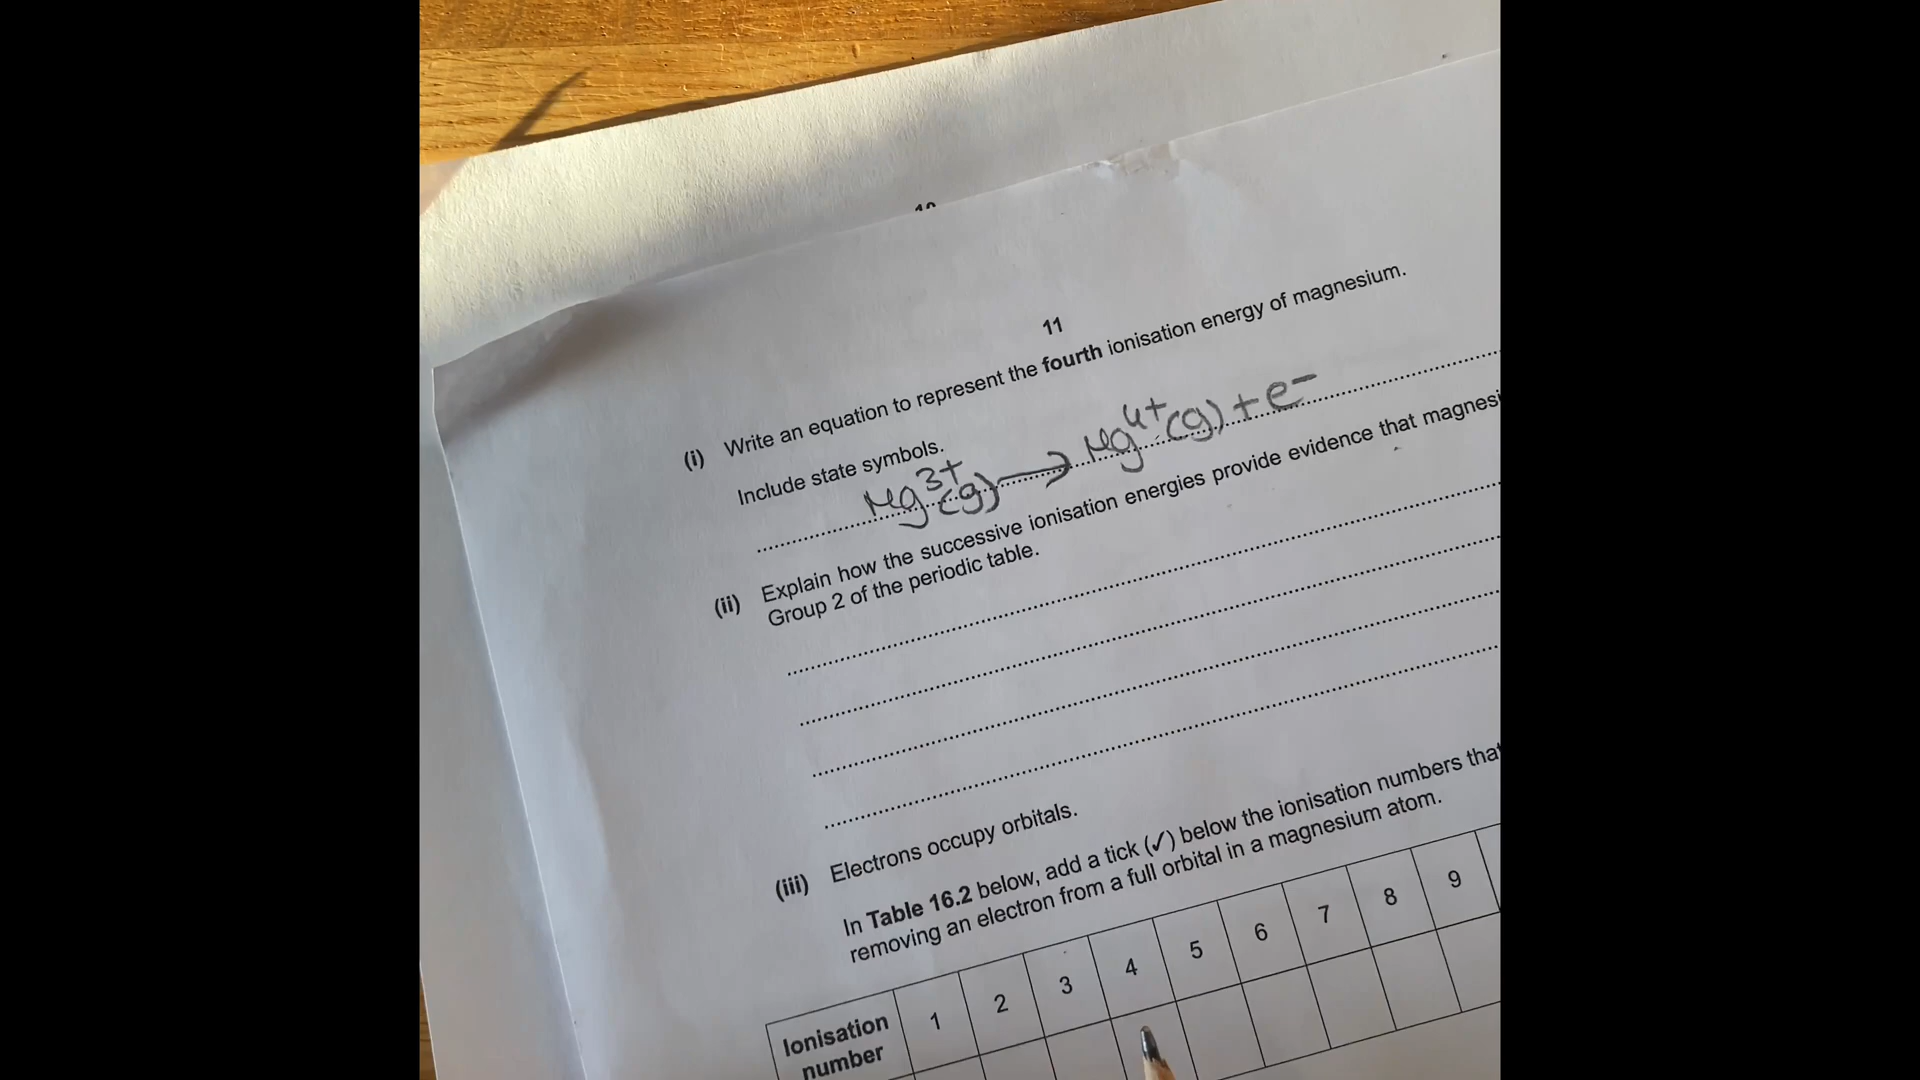 11
(i) Write an equation to represent the fourth ionisation energy of magnesium.
Include state symbols.
Mg³⁺(g) → Mg⁴⁺(g) + e⁻
(ii) Explain how the successive ionisation energies provide evidence that
Group 2 of the periodic table.
(iii) Electrons occupy orbitals.
In Table 16.2 below, add a tick (✓) below the ionisation numbers
removing an electron from a full orbital in a magnesium atom.
Ionisation number 1 2 3 4 5 6 7 8 9